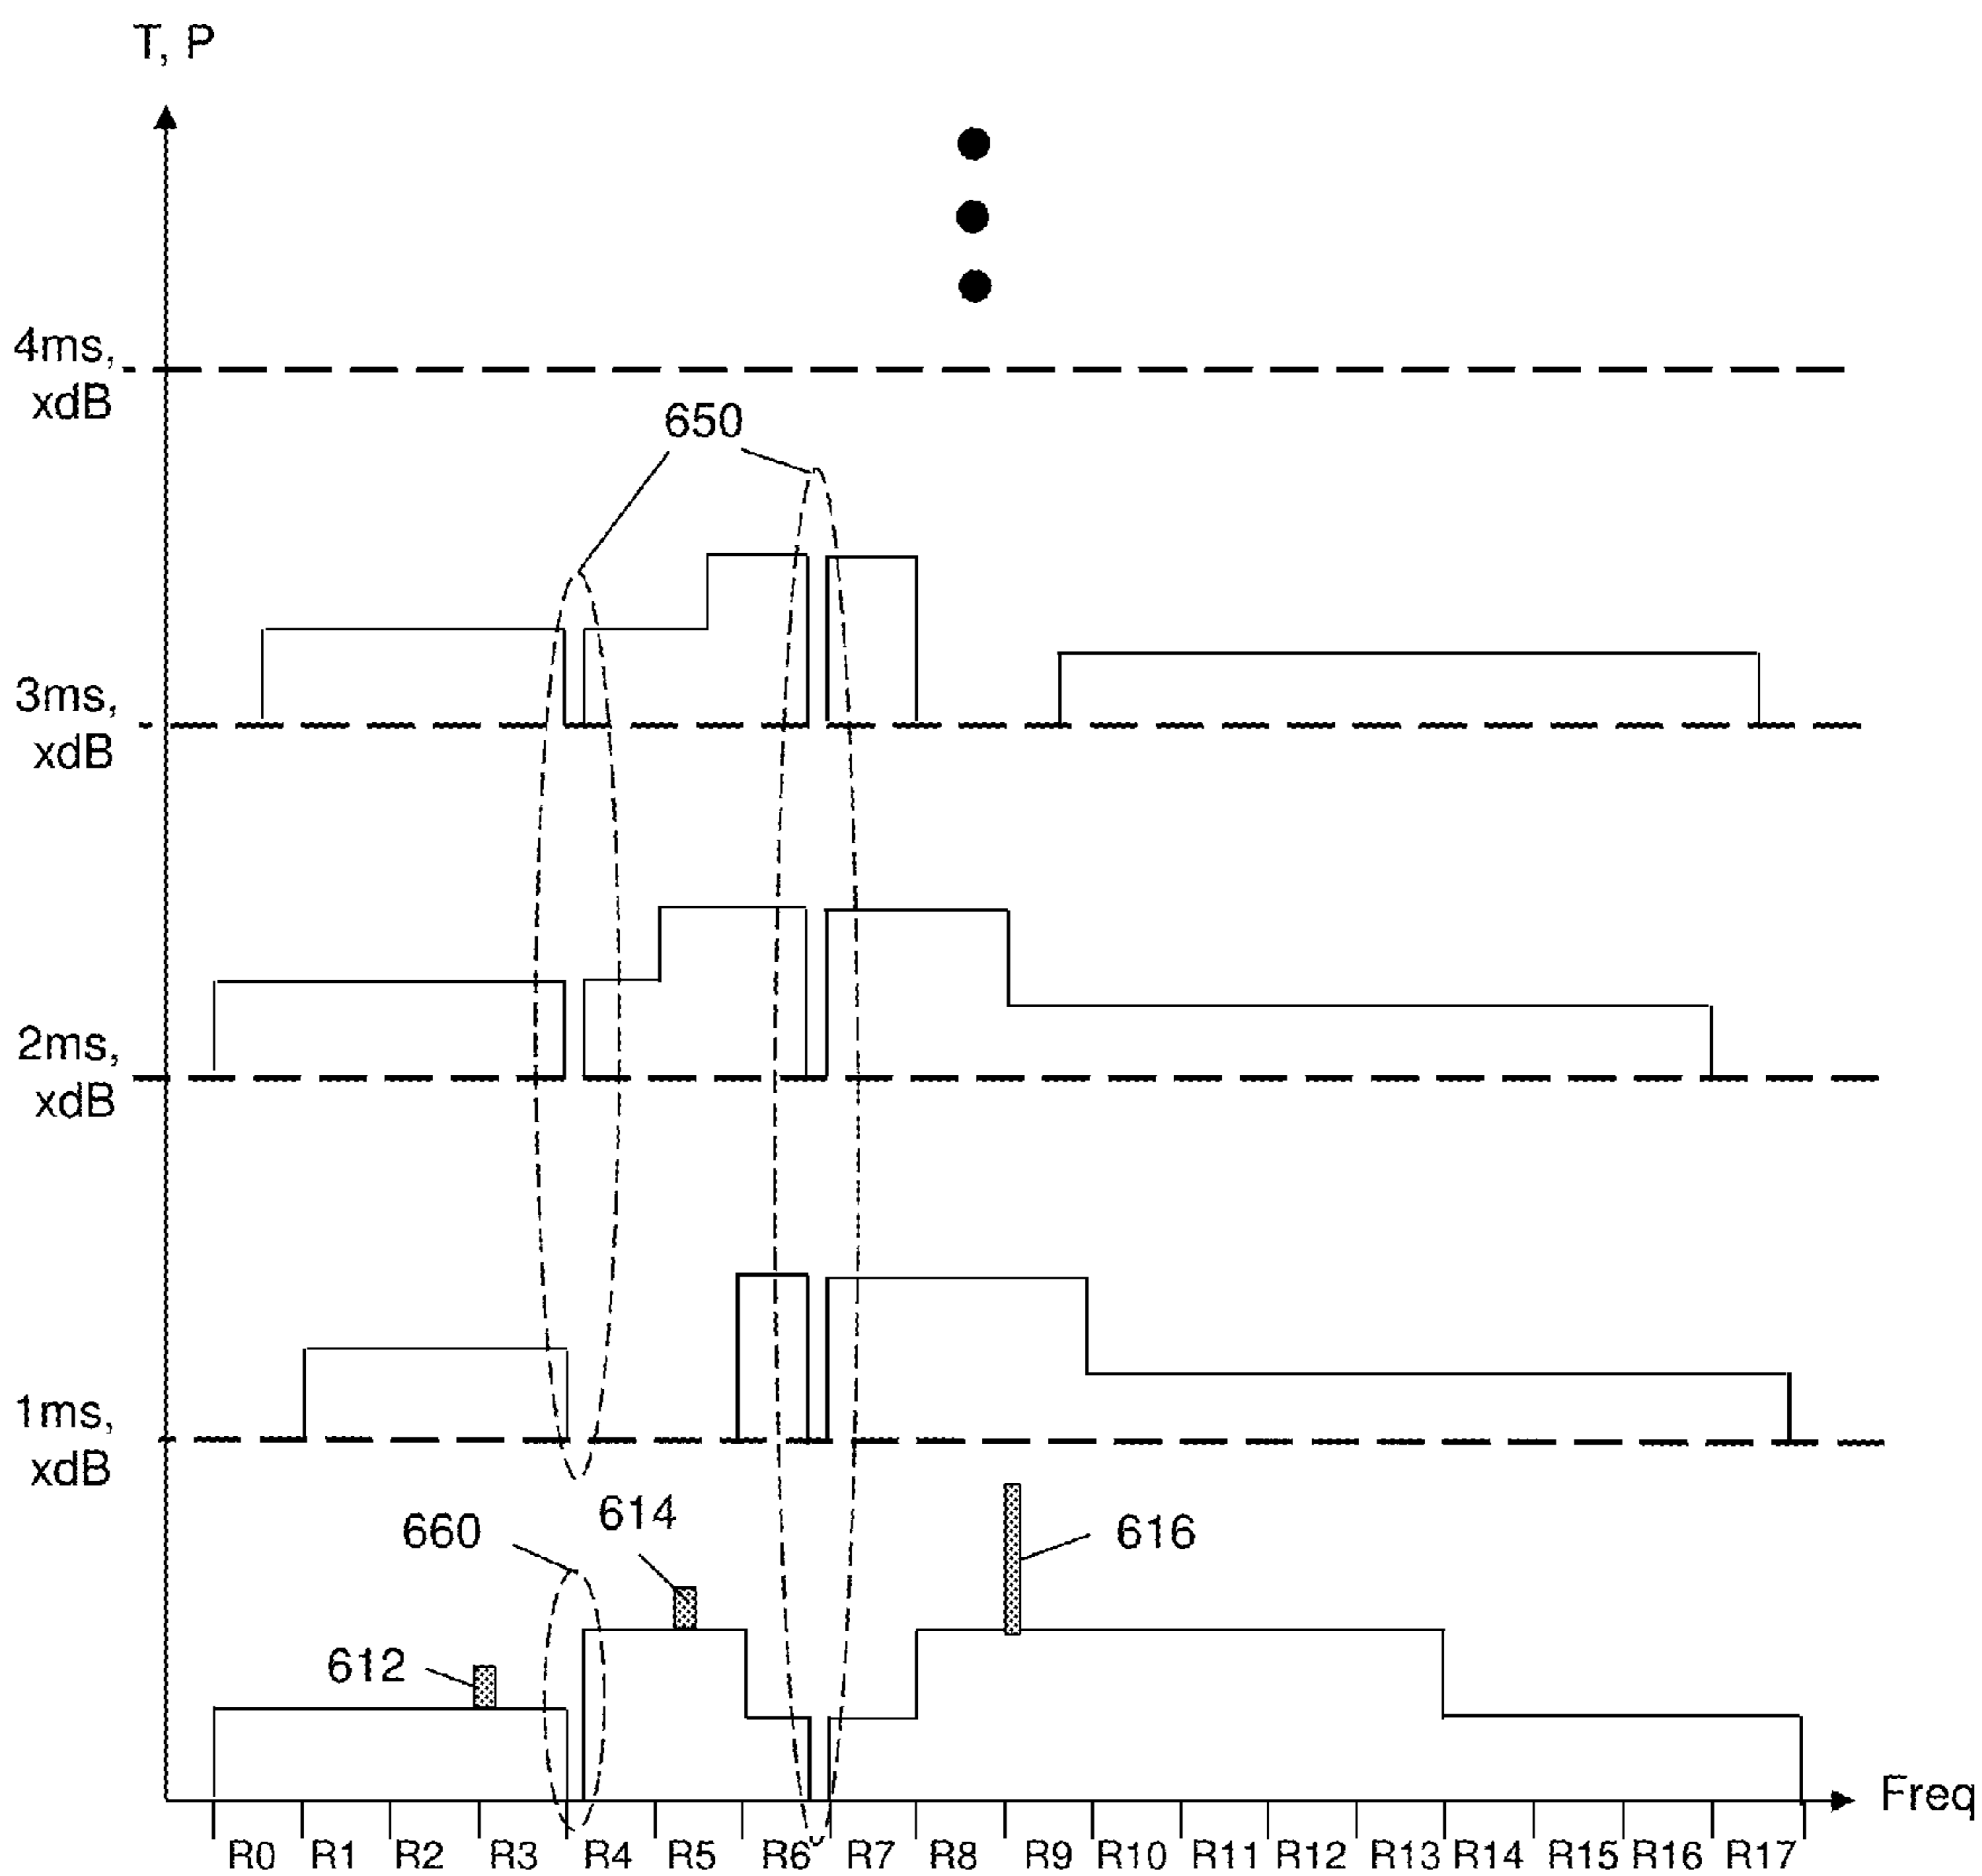 T, P
4ms,
xdB
650
3ms,
xdB
2ms,
xdB
1ms,
xdB
660
614
616
612
Freq
R0 R1 R2 R3 R4 R5 R6 R7 R8 R9 R10 R11 R12 R13 R14 R15 R16 R17